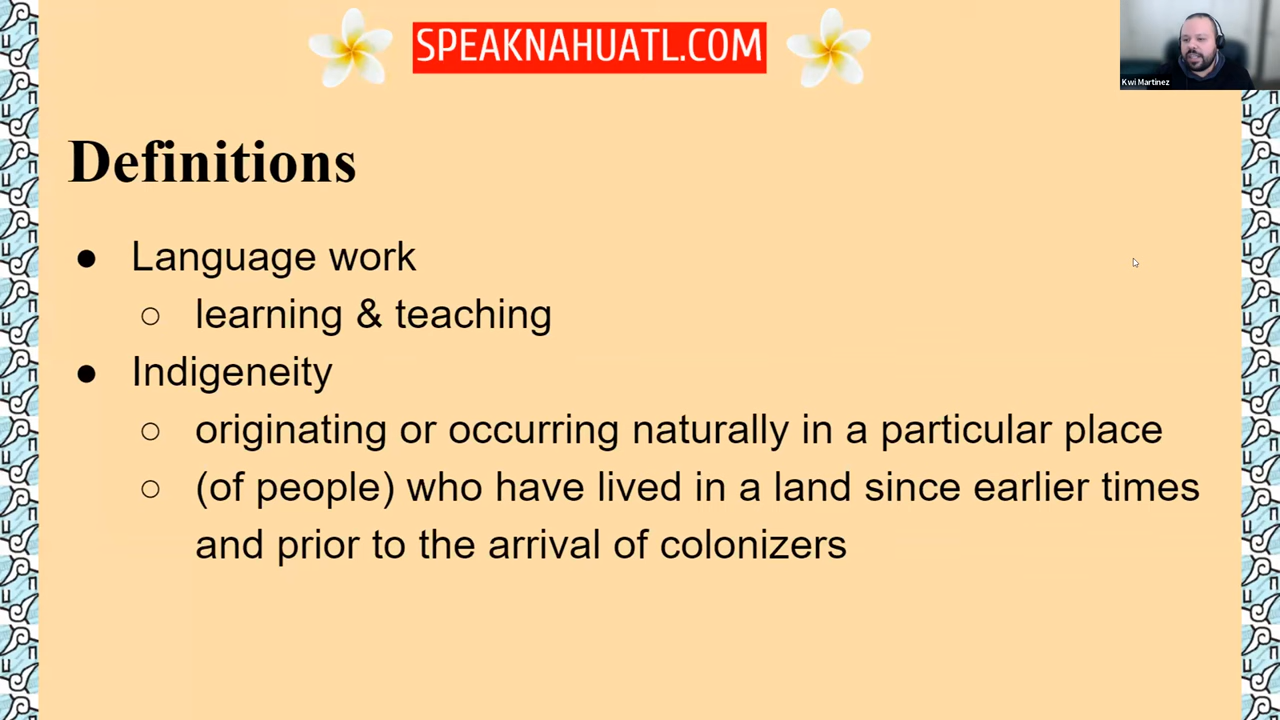 SPEAKNAHUATL.COM
Kwi Martinez
Definitions
● Language work
○ learning & teaching
● Indigeneity
○ originating or occurring naturally in a particular place
○ (of people) who have lived in a land since earlier times
and prior to the arrival of colonizers